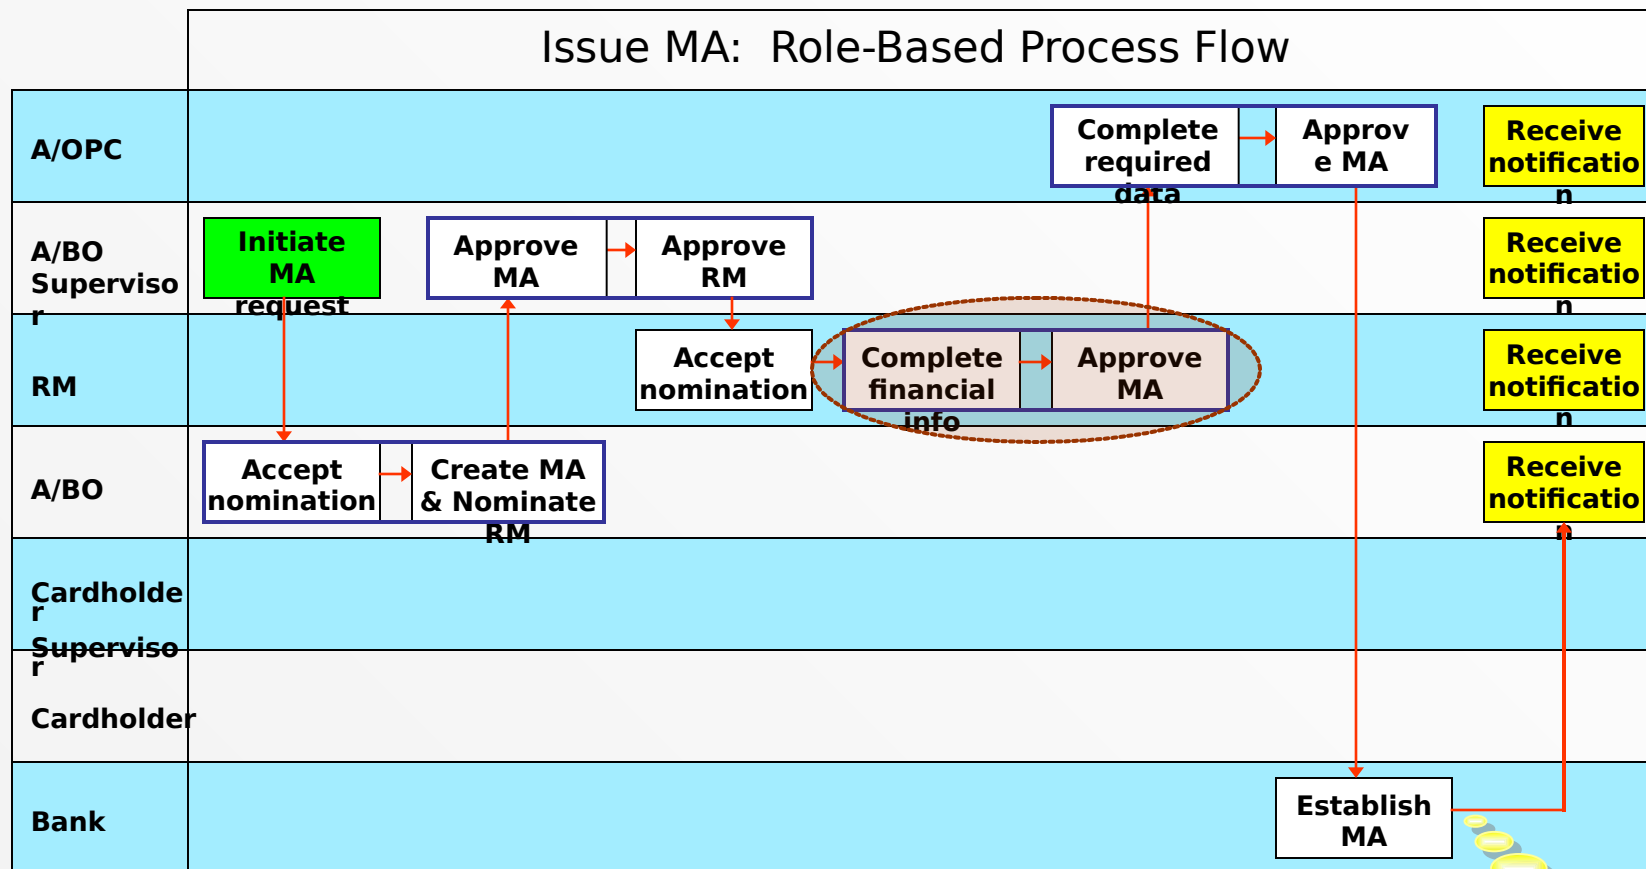 Issue MA:  Role-Based Process Flow
A/OPC
Complete
required
data
Approv
e MA
Receive
notificatio
n
A/BO
Superviso
r
Initiate
MA
request
Approve
MA
Approve
RM
Receive
notificatio
n
RM
Accept
nomination
Complete
financial
info
Approve
MA
Receive
notificatio
n
A/BO
Accept
nomination
Create MA
& Nominate
RM
Receive
notificatio
n
Cardholde
r
Superviso
r
Cardholder
Bank
Establish
MA